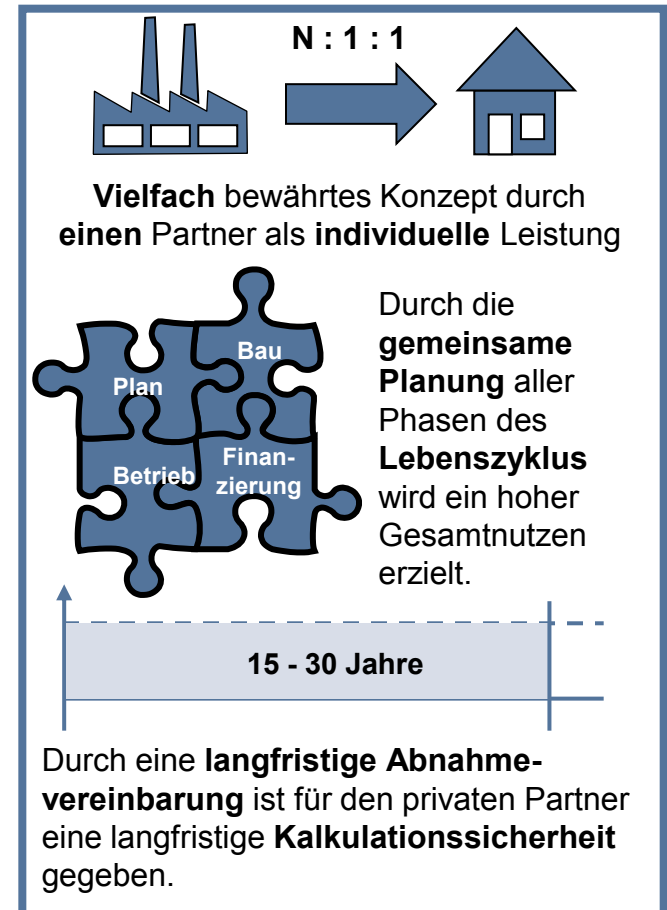 N : 1 : 1
Vielfach bewährtes Konzept durch
einen Partner als individuelle Leistung
Plan
Bau
Betrieb
Finan-
zierung
Durch die
gemeinsame
Planung aller
Phasen des
Lebenszyklus
wird ein hoher
Gesamtnutzen
erzielt.
15 - 30 Jahre
Durch eine langfristige Abnahme-
vereinbarung ist für den privaten Partner
eine langfristige Kalkulationssicherheit
gegeben.